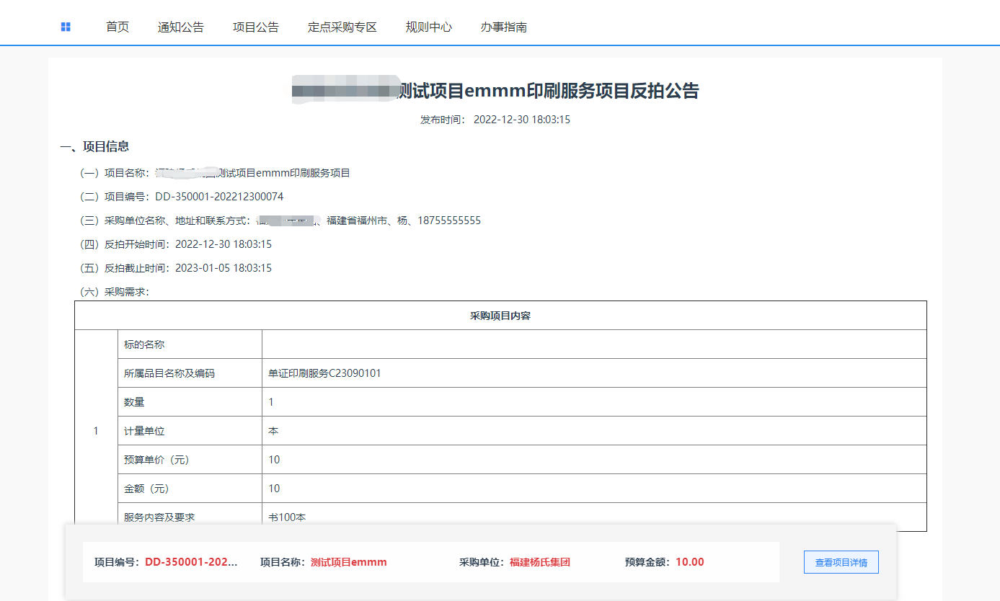 首页 通知公告 项目公告 定点采购专区 规则中心 办事指南
测试项目emmm印刷服务项目反拍公告
发布时间： 2022-12-30 18:03:15
一、项目信息
（一）项目名称：测试项目emmm印刷服务项目
（二）项目编号：DD-350001-202212300074
（三）采购单位名称、地址和联系方式：、福建省福州市、杨、18755555555
（四）反拍开始时间：2022-12-30 18:03:15
（五）反拍截止时间：2023-01-05 18:03:15
（六）采购需求：
采购项目内容
1
标的名称
所属品目名称及编码 单证印刷服务C23090101
数量 1
计量单位 本
预算单价（元） 10
金额（元） 10
服务内容及要求 书100本
项目编号：DD-350001-202... 项目名称：测试项目emmm 采购单位：福建杨氏集团 预算金额：10.00 查看项目详情